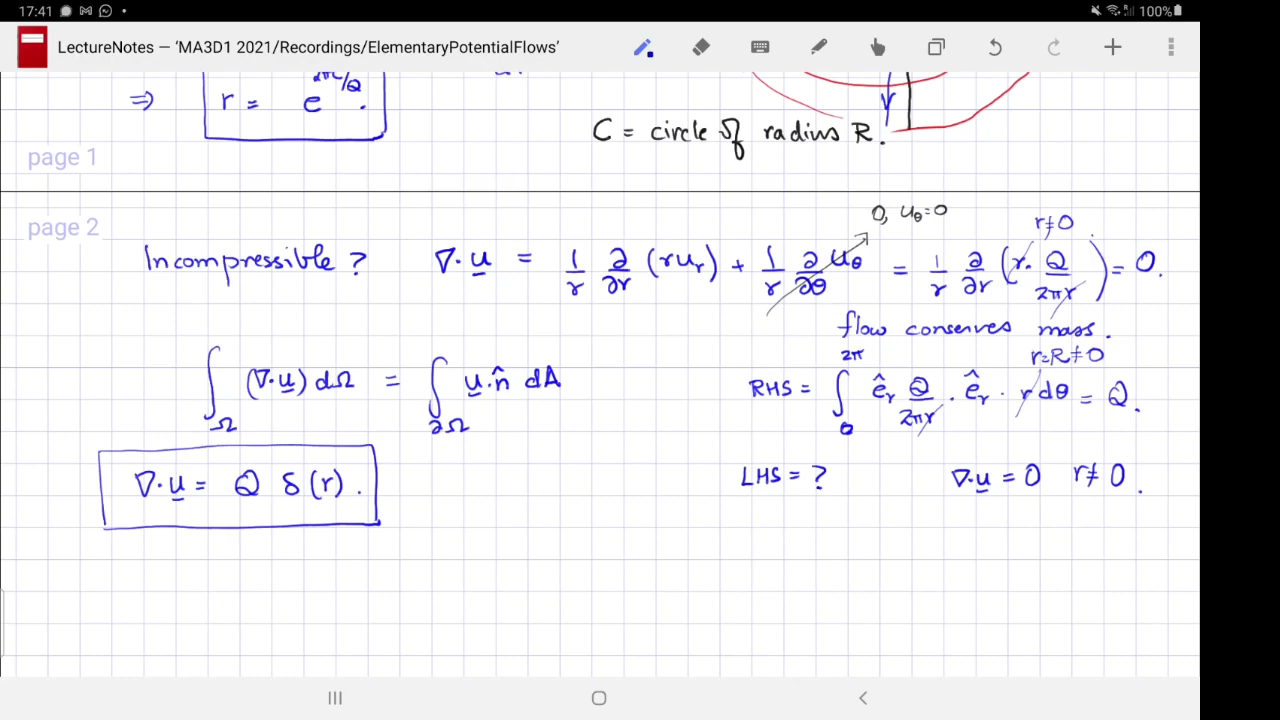 17:41
100%
LectureNotes — 'MA3D1 2021/Recordings/ElementaryPotentialFlows'
⇒ r = e .
C = circle of radius R.
page 1
page 2
0, u_θ=0
r≠0
Incompressible ? ∇·u = 1/r ∂/∂r (r u_r) + 1/r ∂/∂θ u_θ = 1/r ∂/∂r (r. Q/2πr) = 0.
flow conserves mass.
r=R≠0
∫_Ω (∇·u) dΩ = ∫_∂Ω u·n̂ dA
RHS = ∫_0^2π ê_r Q/2πr . ê_r · r dθ = Q.
LHS = ? ∇·u = 0 r≠ 0.
∇·u = Q δ(r).